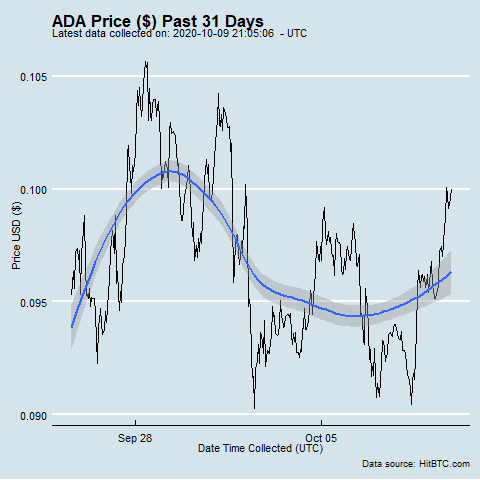 ADA Price ($) Past 31 Days
Latest data collected on: 2020-10-09 21:05:06 - UTC
0.105
0.100
0.095
0.090
Price USD ($)
Sep 28
Oct 05
Date Time Collected (UTC)
Data source: HitBTC.com